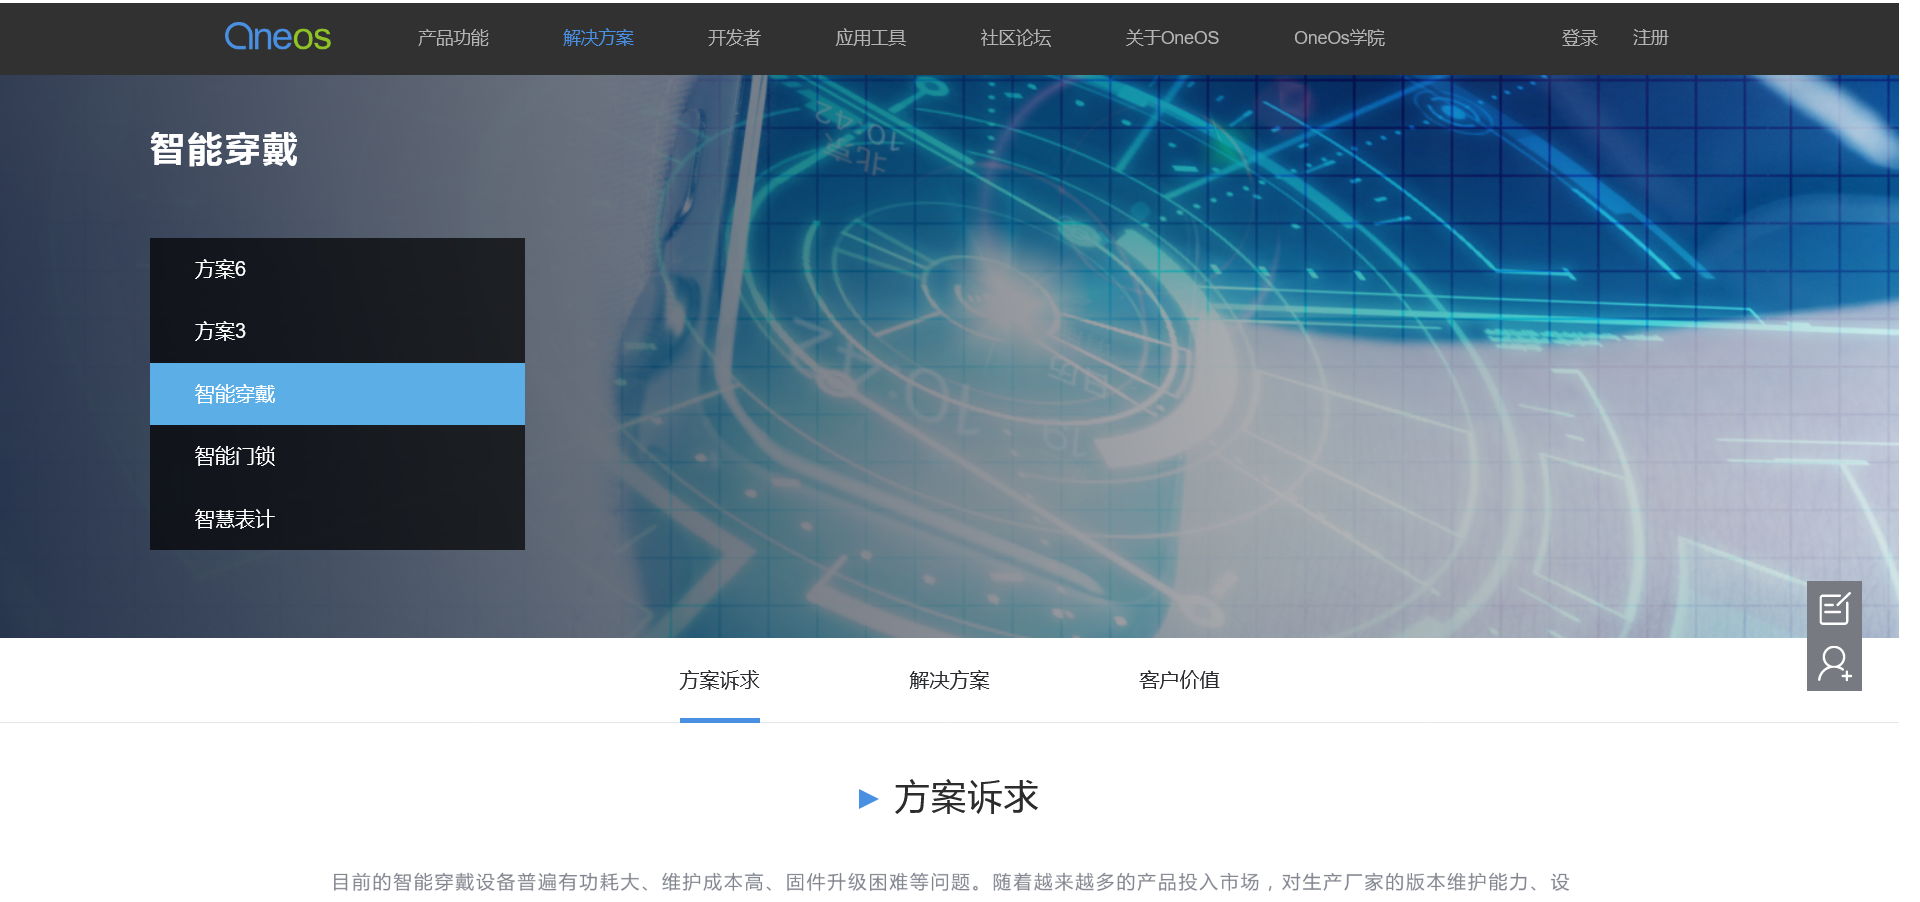 Oneos 产品功能 解决方案 开发者 应用工具 社区论坛 关于OneOS OneOs学院 登录 注册
智能穿戴
方案6
方案3
智能穿戴
智能门锁
智慧表计
方案诉求 解决方案 客户价值
方案诉求
目前的智能穿戴设备普遍有功耗大、维护成本高、固件升级困难等问题。随着越来越多的产品投入市场，对生产厂家的版本维护能力、设